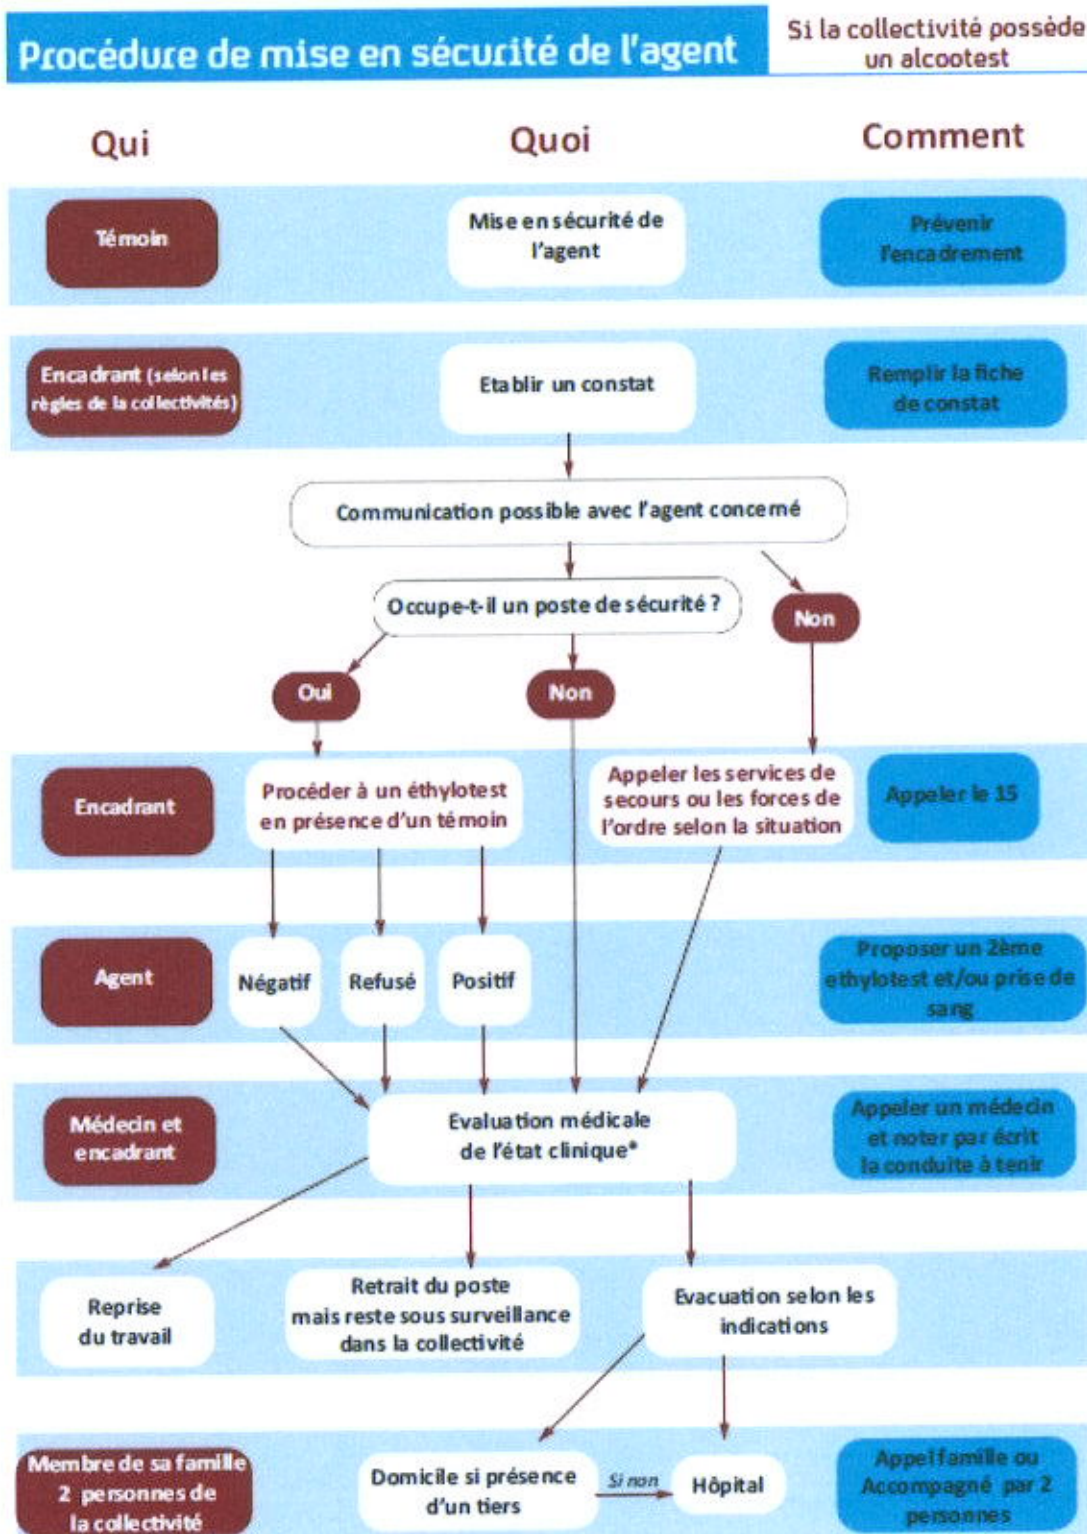 Procédure de mise en sécurité de l'agent
Si la collectivité possède
un alcootest
Qui
Quoi
Comment
Témoin
Mise en sécurité de
l'agent
Prévenir
l'encadrement
Encadrant (selon les
règles de la collectivités)
Etablir un constat
Remplir la fiche
de constat
Communication possible avec l'agent concerné
Occupe-t-il un poste de sécurité ?
Non
Oui
Non
Encadrant
Procéder à un éthylotest
en présence d'un témoin
Appeler les services de
secours ou les forces de
l'ordre selon la situation
Appeler le 15
Agent
Négatif
Refusé
Positif
Proposer un 2ème
ethylotest et/ou prise de
sang
Médecin et
encadrant
Evaluation médicale
de l'état clinique*
Appeler un médecin
et noter par écrit
la conduite à tenir
Reprise
du travail
Retrait du poste
mais reste sous surveillance
dans la collectivité
Evacuation selon les
indications
Membre de sa famille
2 personnes de
la collectivité
Domicile si présence
d'un tiers
Si non
Hôpital
Appel famille ou
Accompagné par 2
personnes